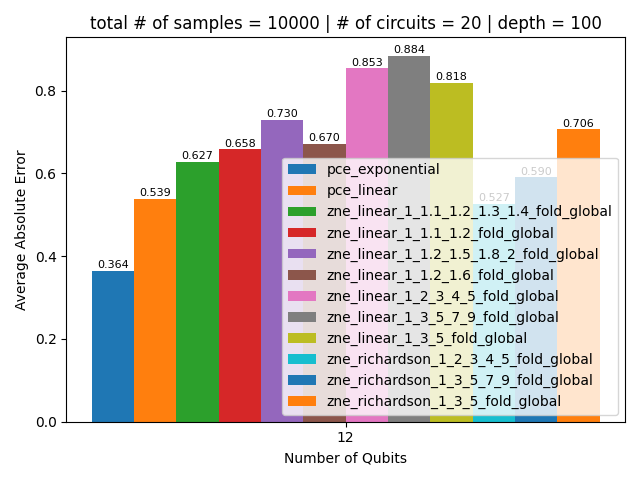 total # of samples = 10000 | # of circuits = 20 | depth = 100
Average Absolute Error
0.8
0.6
0.4
0.2
0.0
0.364
0.539
0.627
0.658
0.730
0.670
0.853
0.884
0.818
0.527
0.590
0.706
pce_exponential
pce_linear
zne_linear_1_1.1_1.2_1.3_1.4_fold_global
zne_linear_1_1.1_1.2_fold_global
zne_linear_1_1.2_1.5_1.8_2_fold_global
zne_linear_1_1.2_1.6_fold_global
zne_linear_1_2_3_4_5_fold_global
zne_linear_1_3_5_7_9_fold_global
zne_linear_1_3_5_fold_global
zne_richardson_1_2_3_4_5_fold_global
zne_richardson_1_3_5_7_9_fold_global
zne_richardson_1_3_5_fold_global
12
Number of Qubits